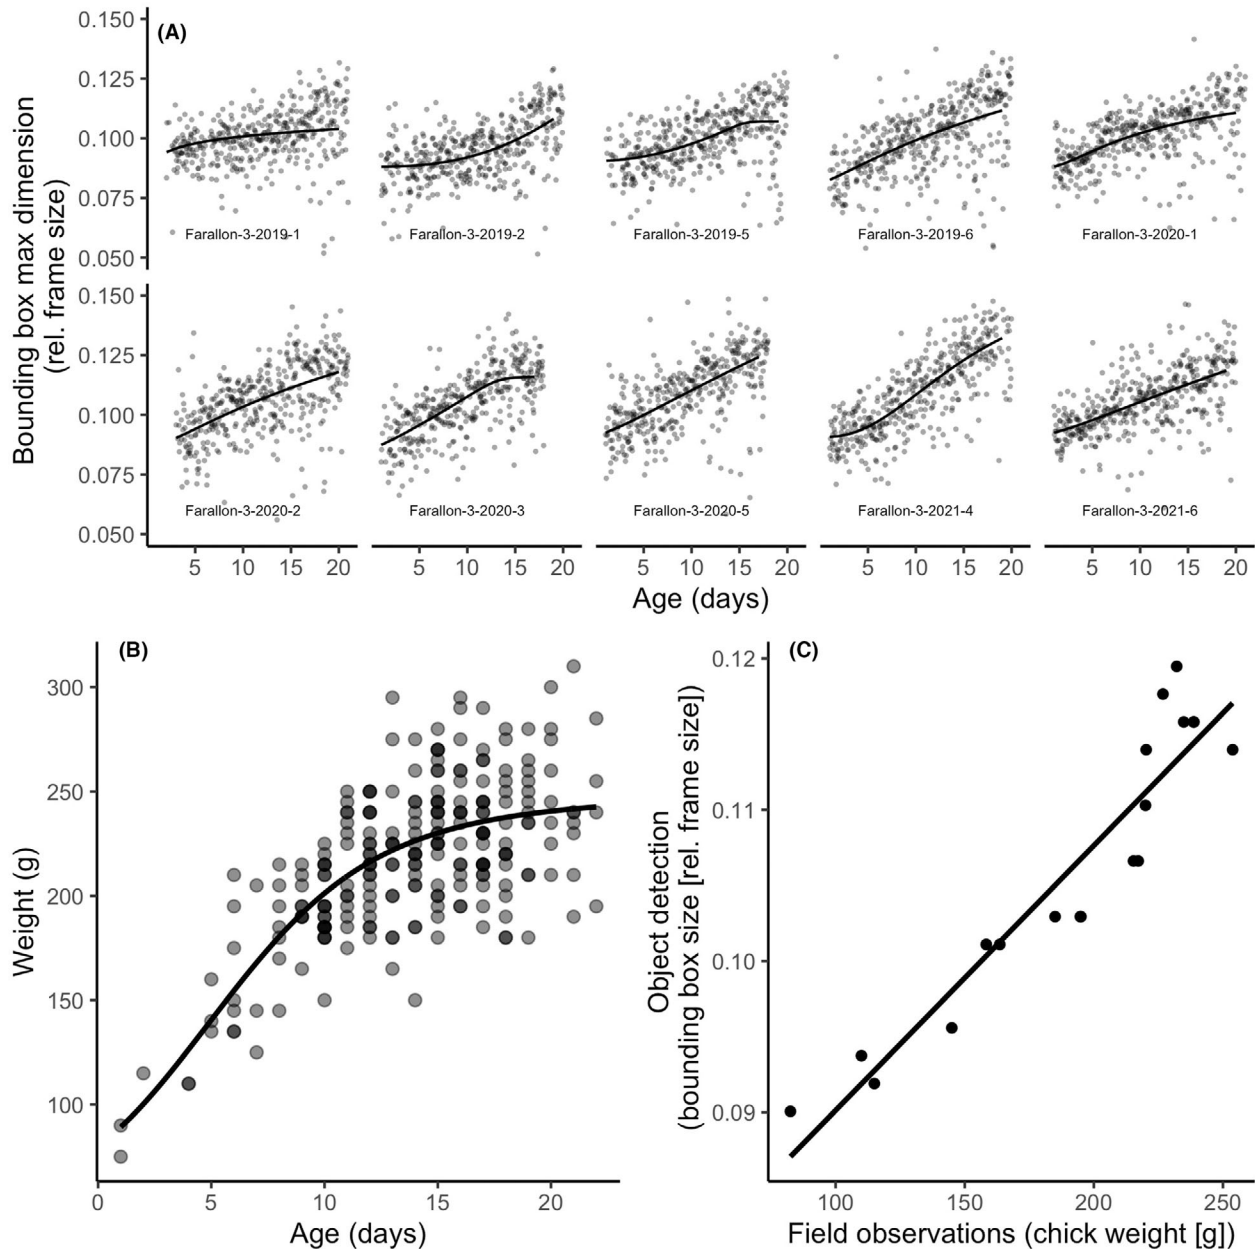 (A)
Bounding box max dimension
(rel. frame size)
0.150
0.125
0.100
0.075
0.050
Farallon-3-2019-1
Farallon-3-2019-2
Farallon-3-2019-5
Farallon-3-2019-6
Farallon-3-2020-1
0.150
0.125
0.100
0.075
0.050
Farallon-3-2020-2
Farallon-3-2020-3
Farallon-3-2020-5
Farallon-3-2021-4
Farallon-3-2021-6
5 10 15 20 5 10 15 20 5 10 15 20 5 10 15 20 5 10 15 20
Age (days)
(B)
Weight (g)
300
250
200
150
100
0 5 10 15 20
Age (days)
(C)
Object detection
(bounding box size [rel. frame size])
0.12
0.11
0.10
0.09
100 150 200 250
Field observations (chick weight [g])